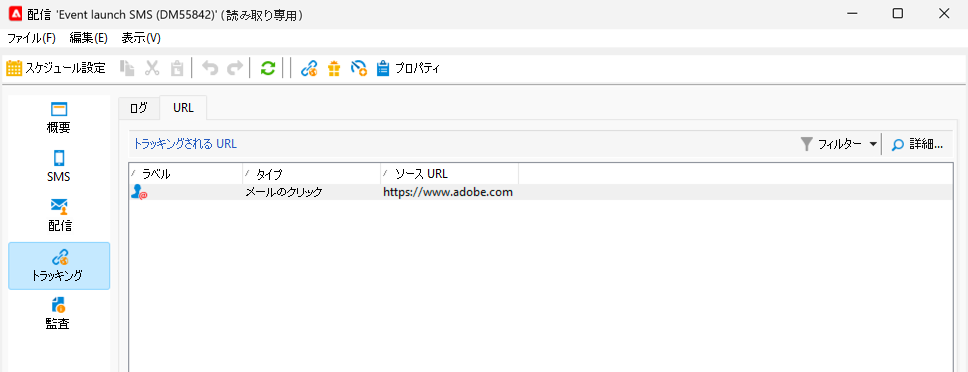 配信 'Event launch SMS (DM55842)' (読み取り専用)
ファイル(F) 編集(E) 表示(V)
スケジュール設定 プロパティ
概要
SMS
配信
トラッキング
監査
ログ URL
トラッキングされる URL フィルター 詳細...
ラベル タイプ ソース URL
メールのクリック https://www.adobe.com